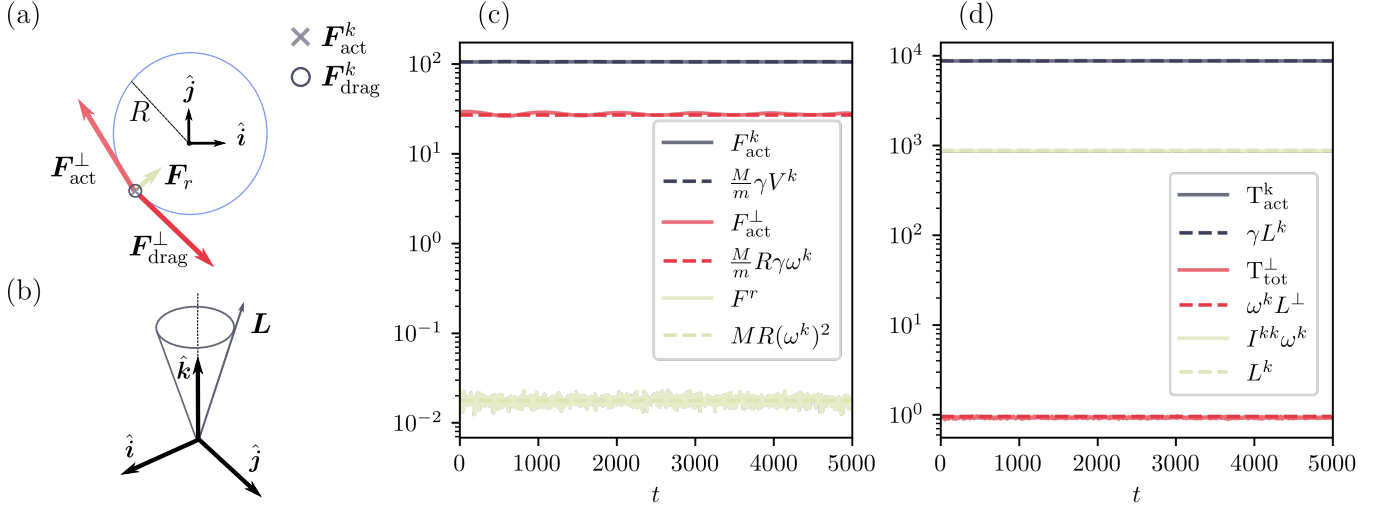 (a)
F^k_act
F^k_drag
R
ĵ
î
F^⊥_act
F_r
F^⊥_drag
(b)
L
k̂
î
ĵ
(c)
10^2
10^1
10^0
10^−1
10^−2
F^k_act
M/m γV^k
F^⊥_act
M/m Rγω^k
F^r
MR(ω^k)^2
0 1000 2000 3000 4000 5000
t
(d)
10^4
10^3
10^2
10^1
10^0
T^k_act
γL^k
T^⊥_tot
ω^k L^⊥
I^kk ω^k
L^k
0 1000 2000 3000 4000 5000
t